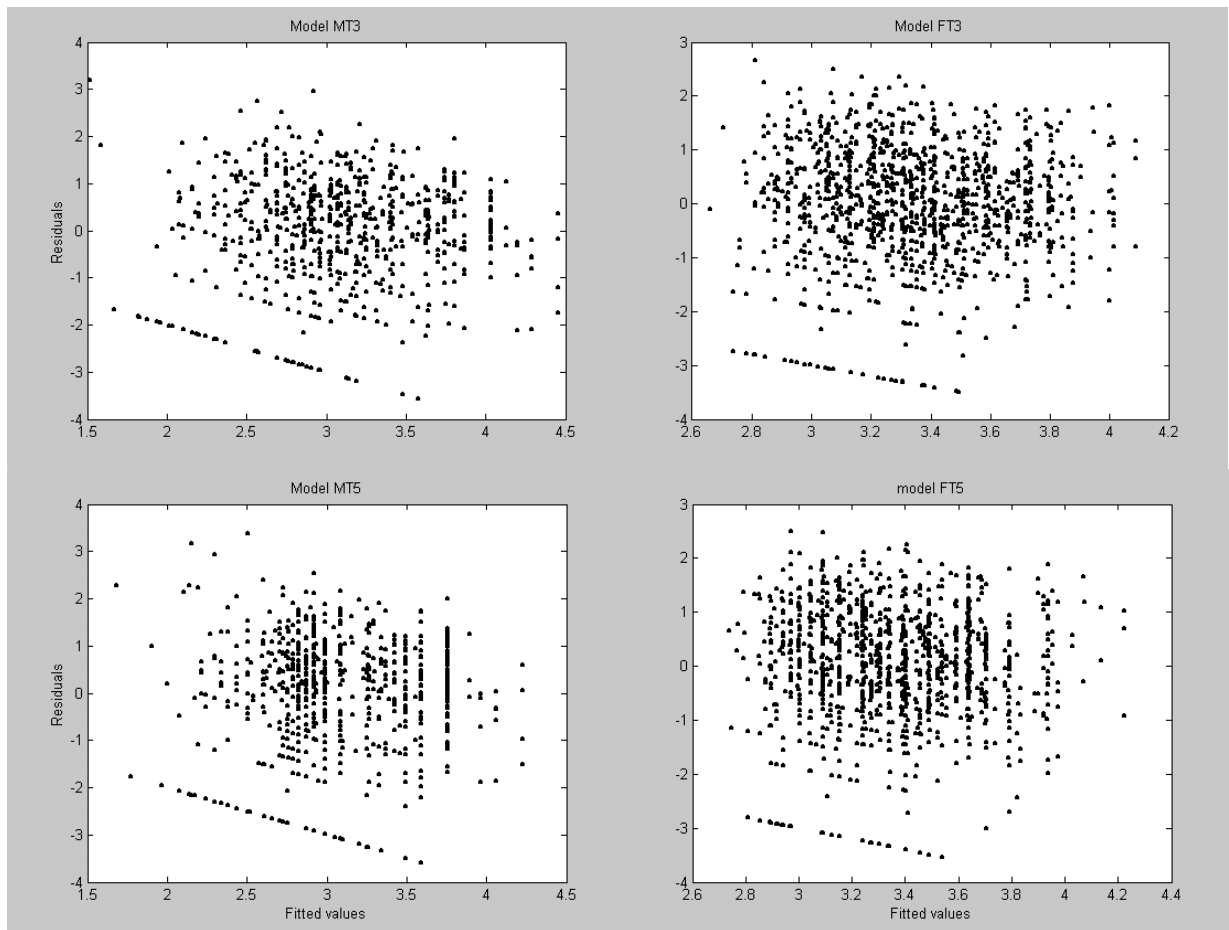 Model MT3
4
3
2
1
0
-1
-2
-3
-4
Residuals
1.5 2 2.5 3 3.5 4 4.5
Model FT3
3
2
1
0
-1
-2
-3
-4
2.6 2.8 3 3.2 3.4 3.6 3.8 4 4.2
Model MT5
4
3
2
1
0
-1
-2
-3
-4
Residuals
1.5 2 2.5 3 3.5 4 4.5
Fitted values
model FT5
3
2
1
0
-1
-2
-3
-4
2.6 2.8 3 3.2 3.4 3.6 3.8 4 4.2 4.4
Fitted values